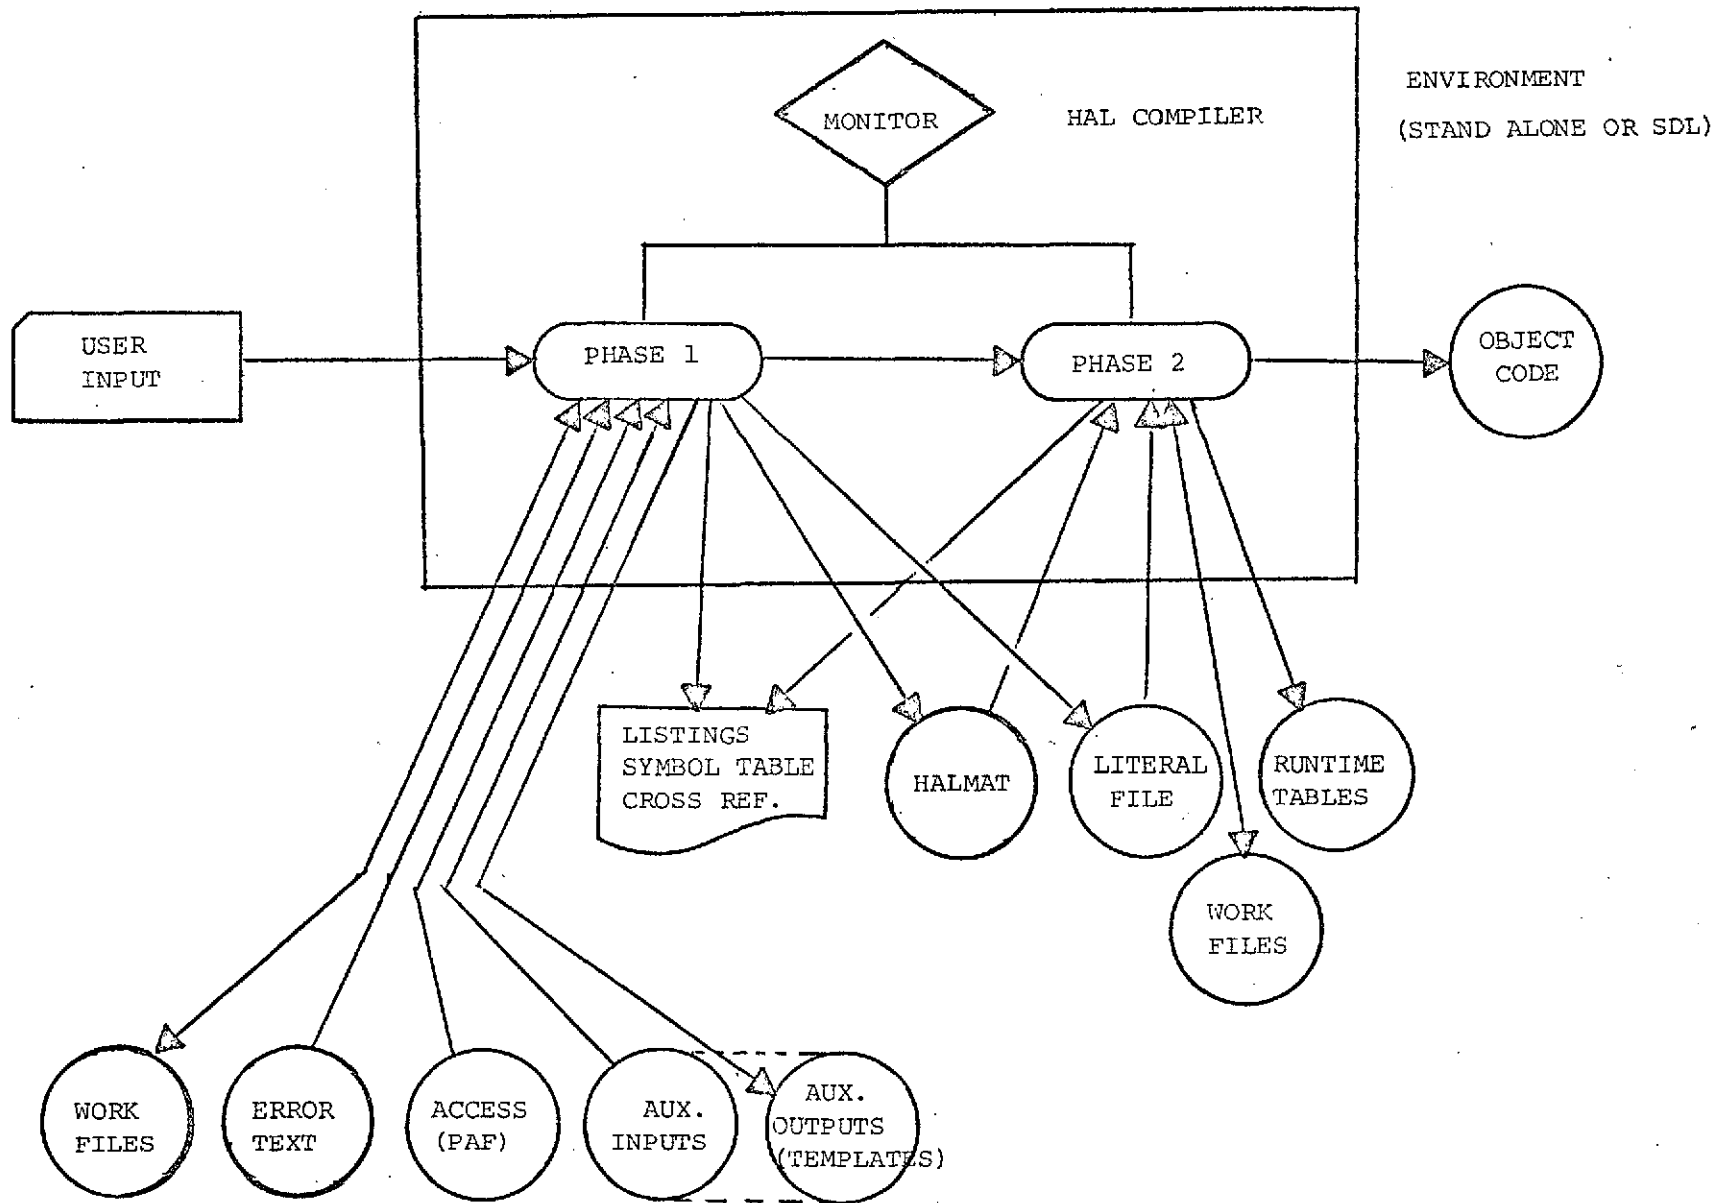 ENVIRONMENT
(STAND ALONE OR SDL)
MONITOR
HAL COMPILER
USER
INPUT
PHASE 1
PHASE 2
OBJECT
CODE
LISTINGS
SYMBOL TABLE
CROSS REF.
HALMAT
LITERAL
FILE
RUNTIME
TABLES
WORK
FILES
WORK
FILES
ERROR
TEXT
ACCESS
(PAF)
AUX.
INPUTS
AUX.
OUTPUTS
(TEMPLATES)